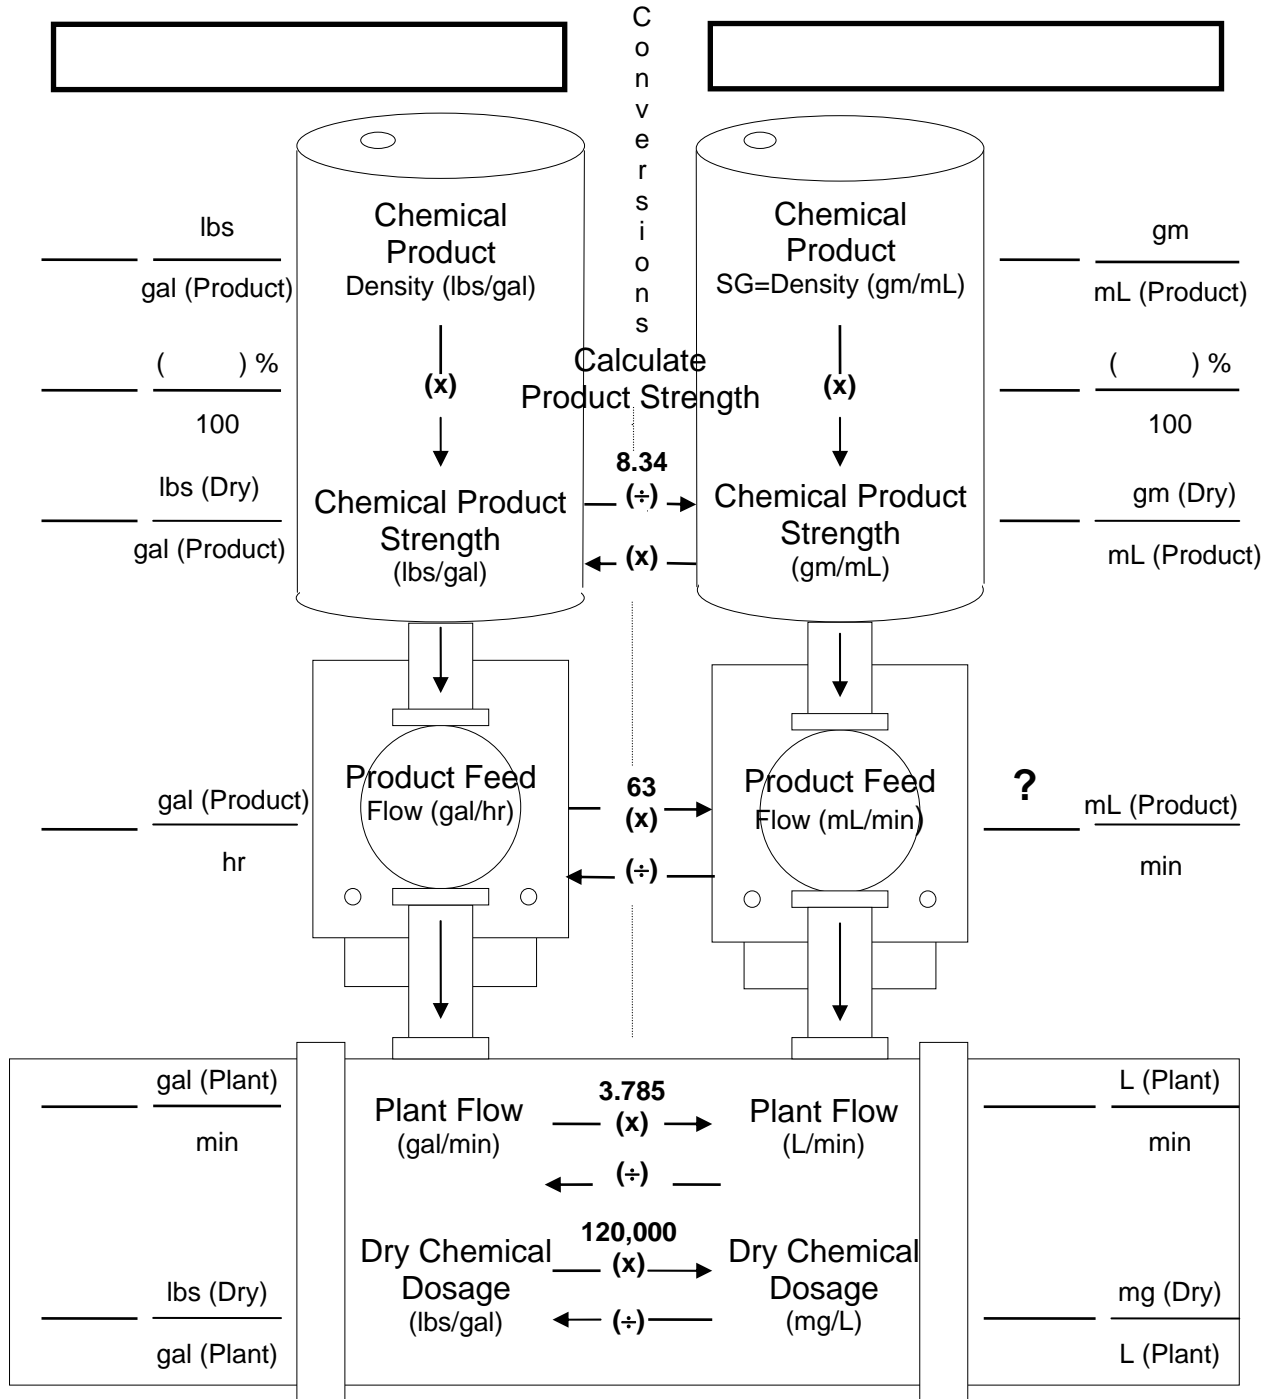 C
o
n
v
e
r
s
i
o
n
s
Chemical
Product
Density (lbs/gal)
(x)
Chemical Product
Strength
(lbs/gal)
lbs
gal (Product)
( ) %
100
lbs (Dry)
gal (Product)
Calculate
Product Strength
8.34
(÷)
(x)
Chemical
Product
SG=Density (gm/mL)
(x)
Chemical Product
Strength
(gm/mL)
gm
mL (Product)
( ) %
100
gm (Dry)
mL (Product)
gal (Product)
hr
Product Feed
Flow (gal/hr)
63
(x)
(÷)
Product Feed
Flow (mL/min)
?
mL (Product)
min
gal (Plant)
min
Plant Flow
(gal/min)
3.785
(x)
(÷)
Plant Flow
(L/min)
L (Plant)
min
lbs (Dry)
gal (Plant)
Dry Chemical
Dosage
(lbs/gal)
120,000
(x)
(÷)
Dry Chemical
Dosage
(mg/L)
mg (Dry)
L (Plant)